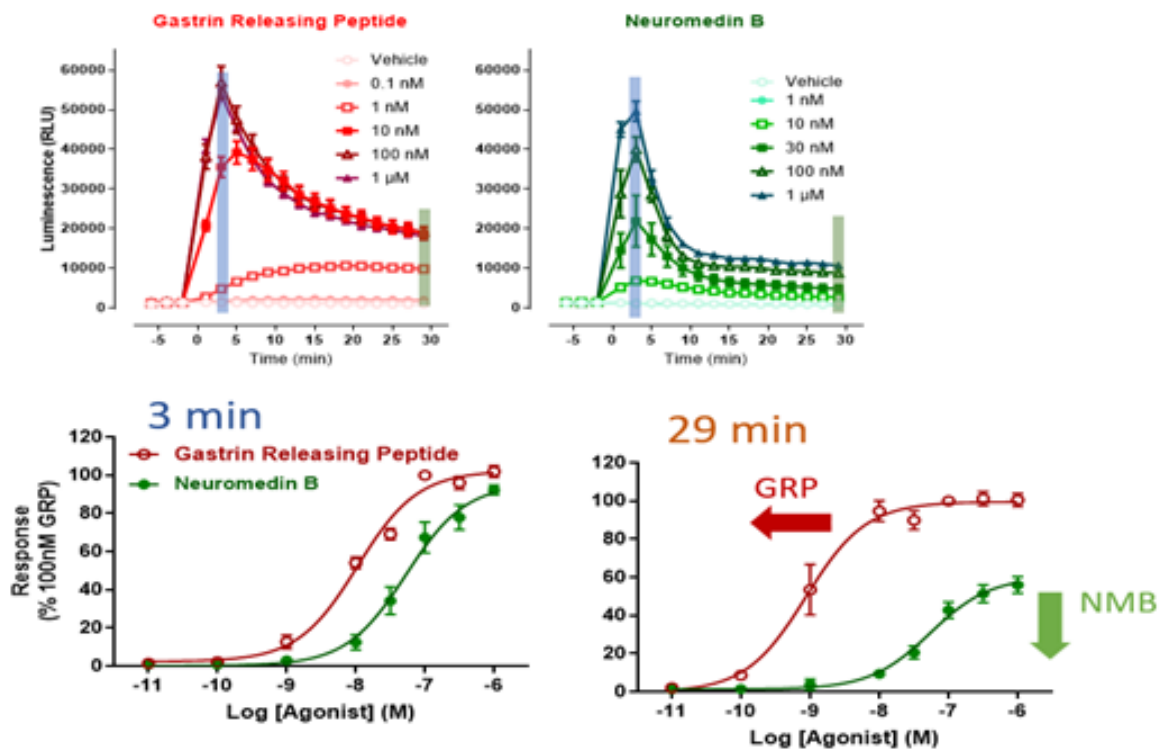 Gastrin Releasing Peptide
Luminescence (RLU)
60000
50000
40000
30000
20000
10000
0
Vehicle
0.1 nM
1 nM
10 nM
100 nM
1 µM
-5 0 5 10 15 20 25 30
Time (min)
Neuromedin B
60000
50000
40000
30000
20000
10000
0
Vehicle
1 nM
10 nM
30 nM
100 nM
1 µM
-5 0 5 10 15 20 25 30
Time (min)
3 min
Response
(% 100nM GRP)
120
100
80
60
40
20
0
Gastrin Releasing Peptide
Neuromedin B
-11 -10 -9 -8 -7 -6
Log [Agonist] (M)
29 min
120
100
80
60
40
20
0
GRP
NMB
-11 -10 -9 -8 -7 -6
Log [Agonist] (M)